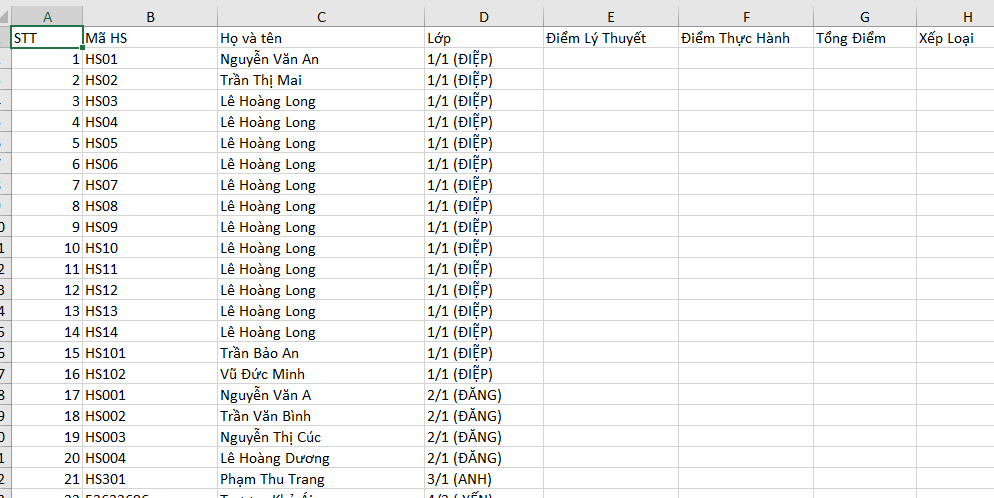 A B C D E F G H
STT Mã HS Họ và tên Lớp Điểm Lý Thuyết Điểm Thực Hành Tổng Điểm Xếp Loại
1 HS01 Nguyễn Văn An 1/1 (ĐIỆP)
2 HS02 Trần Thị Mai 1/1 (ĐIỆP)
3 HS03 Lê Hoàng Long 1/1 (ĐIỆP)
4 HS04 Lê Hoàng Long 1/1 (ĐIỆP)
5 HS05 Lê Hoàng Long 1/1 (ĐIỆP)
6 HS06 Lê Hoàng Long 1/1 (ĐIỆP)
7 HS07 Lê Hoàng Long 1/1 (ĐIỆP)
8 HS08 Lê Hoàng Long 1/1 (ĐIỆP)
9 HS09 Lê Hoàng Long 1/1 (ĐIỆP)
10 HS10 Lê Hoàng Long 1/1 (ĐIỆP)
11 HS11 Lê Hoàng Long 1/1 (ĐIỆP)
12 HS12 Lê Hoàng Long 1/1 (ĐIỆP)
13 HS13 Lê Hoàng Long 1/1 (ĐIỆP)
14 HS14 Lê Hoàng Long 1/1 (ĐIỆP)
15 HS101 Trần Bảo An 1/1 (ĐIỆP)
16 HS102 Vũ Đức Minh 1/1 (ĐIỆP)
17 HS001 Nguyễn Văn A 2/1 (ĐĂNG)
18 HS002 Trần Văn Bình 2/1 (ĐĂNG)
19 HS003 Nguyễn Thị Cúc 2/1 (ĐĂNG)
20 HS004 Lê Hoàng Dương 2/1 (ĐĂNG)
21 HS301 Phạm Thu Trang 3/1 (ANH)